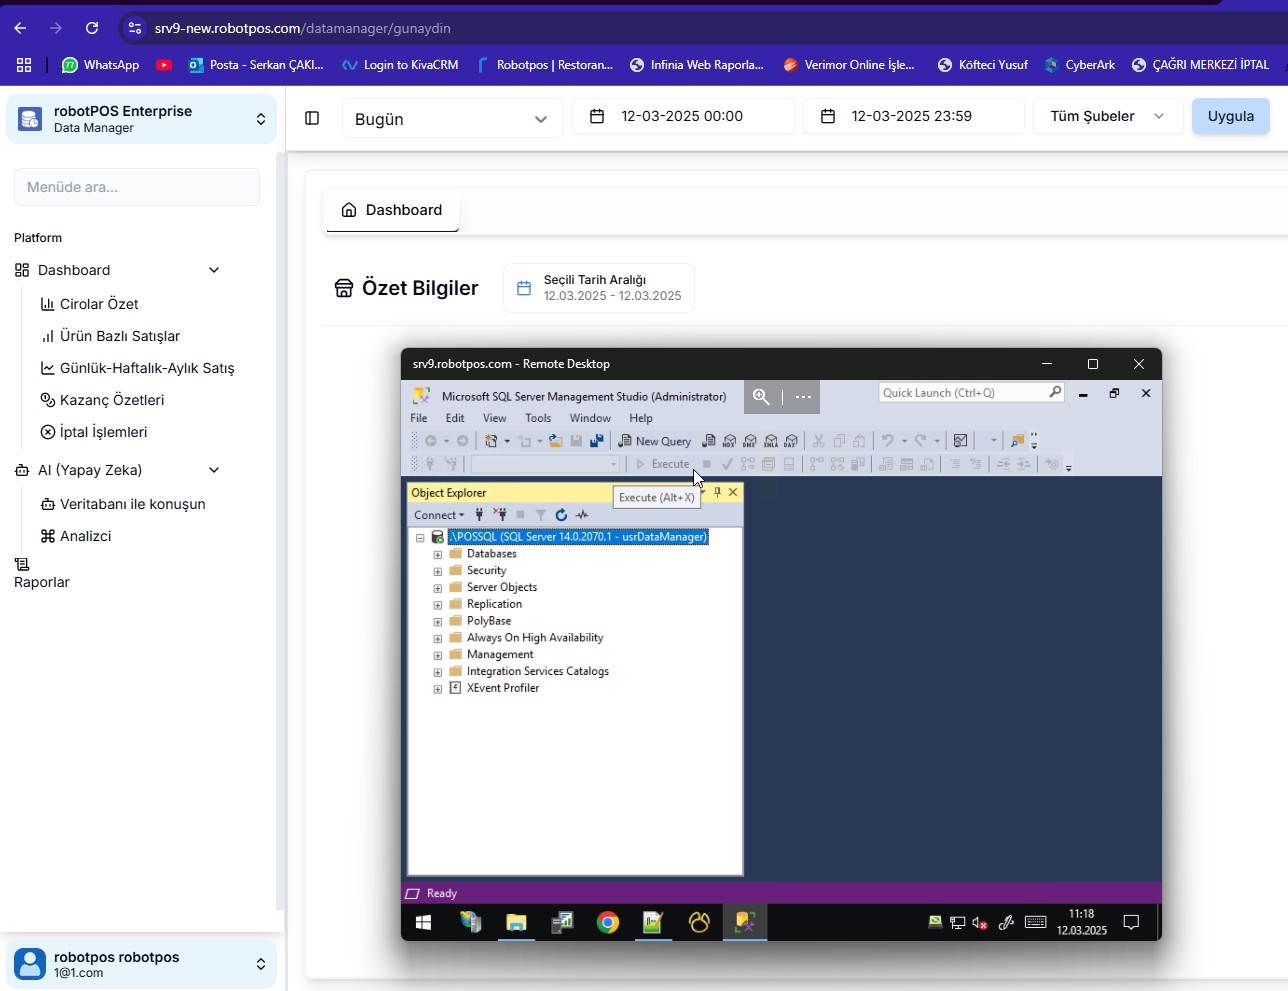 srv9-new.robotpos.com/datamanager/gunaydin
77
WhatsApp
Posta - Serkan ÇAKI...
Login to KivaCRM
Robotpos | Restoran...
Infinia Web Raporla...
Verimor Online İşle...
Köfteci Yusuf
CyberArk
ÇAĞRI MERKEZİ İPTAL
robotPOS Enterprise
Data Manager
Bugün
12-03-2025 00:00
12-03-2025 23:59
Tüm Şubeler
Uygula
Menüde ara...
Platform
Dashboard
Cirolar Özet
Ürün Bazlı Satışlar
Günlük-Haftalık-Aylık Satış
Kazanç Özetleri
İptal İşlemleri
AI (Yapay Zeka)
Veritabanı ile konuşun
Analizci
Raporlar
robotpos robotpos
1@1.com
Dashboard
Özet Bilgiler
Seçili Tarih Aralığı
12.03.2025 - 12.03.2025
srv9.robotpos.com - Remote Desktop
Microsoft SQL Server Management Studio (Administrator)
Quick Launch (Ctrl+Q)
File Edit View Tools Window Help
New Query
MDX
DMX
XMLA
DAX
Execute
Execute (Alt+X)
Object Explorer
Connect
.\POSSQL (SQL Server 14.0.2070.1 - usrDataManager)
Databases
Security
Server Objects
Replication
PolyBase
Always On High Availability
Management
Integration Services Catalogs
XEvent Profiler
Ready
11:18
12.03.2025